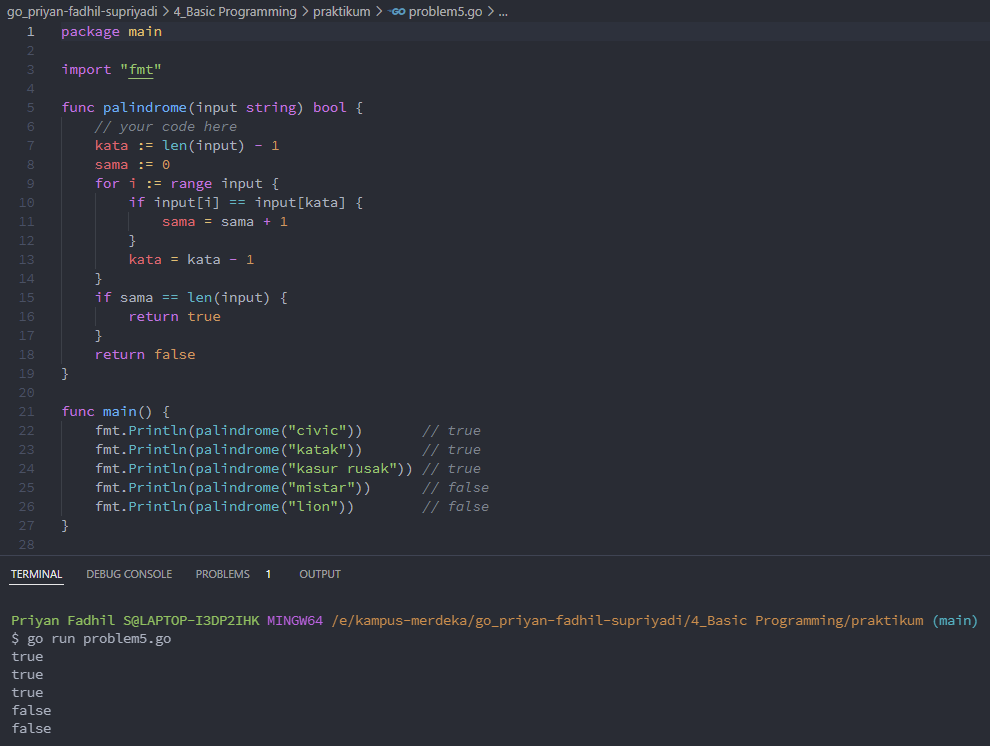 go_priyan-fadhil-supriyadi > 4_Basic Programming > praktikum > GO problem5.go > ...
1 package main
2
3 import "fmt"
4
5 func palindrome(input string) bool {
6     // your code here
7     kata := len(input) - 1
8     sama := 0
9     for i := range input {
10         if input[i] == input[kata] {
11             sama = sama + 1
12         }
13         kata = kata - 1
14     }
15     if sama == len(input) {
16         return true
17     }
18     return false
19 }
20
21 func main() {
22     fmt.Println(palindrome("civic"))       // true
23     fmt.Println(palindrome("katak"))       // true
24     fmt.Println(palindrome("kasur rusak")) // true
25     fmt.Println(palindrome("mistar"))      // false
26     fmt.Println(palindrome("lion"))        // false
27 }
28
TERMINAL DEBUG CONSOLE PROBLEMS 1 OUTPUT
Priyan Fadhil S@LAPTOP-I3DP2IHK MINGW64 /e/kampus-merdeka/go_priyan-fadhil-supriyadi/4_Basic Programming/praktikum (main)
$ go run problem5.go
true
true
true
false
false